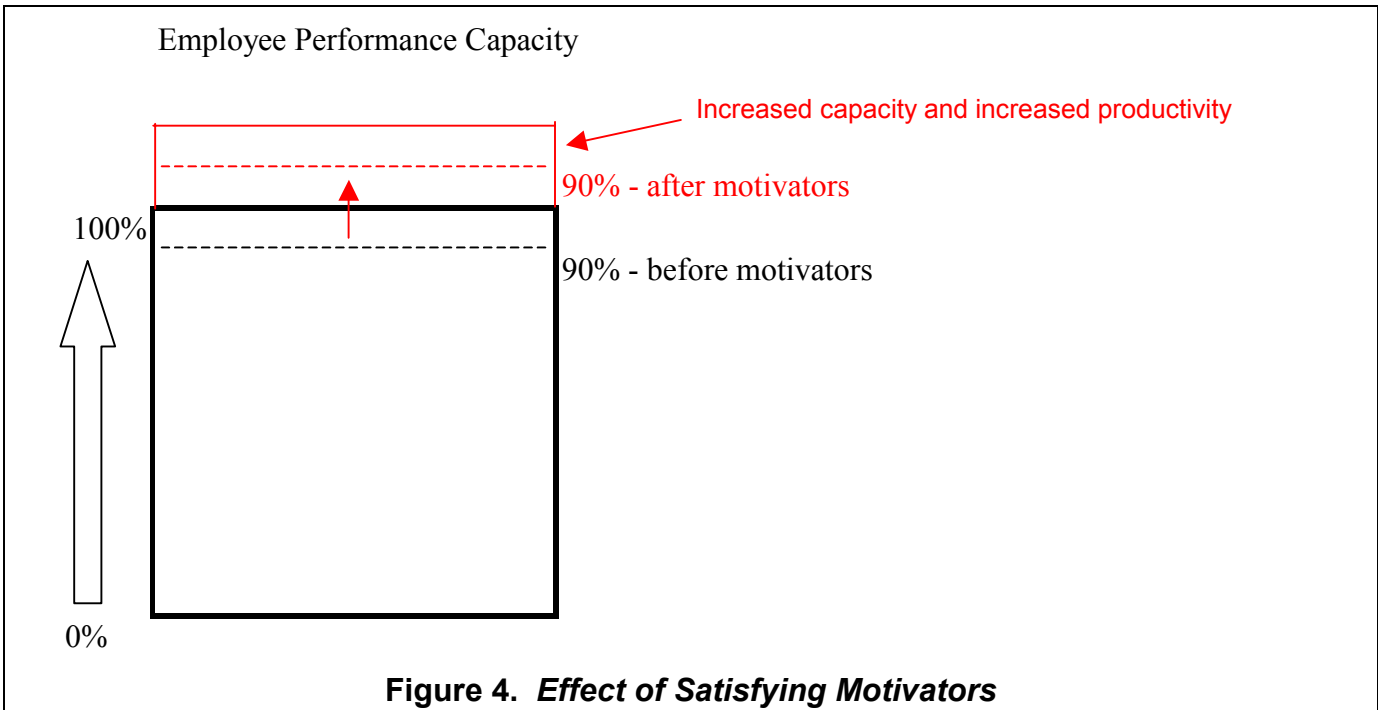 Employee Performance Capacity
Increased capacity and increased productivity
90% - after motivators
100%
90% - before motivators
0%
Figure 4. Effect of Satisfying Motivators